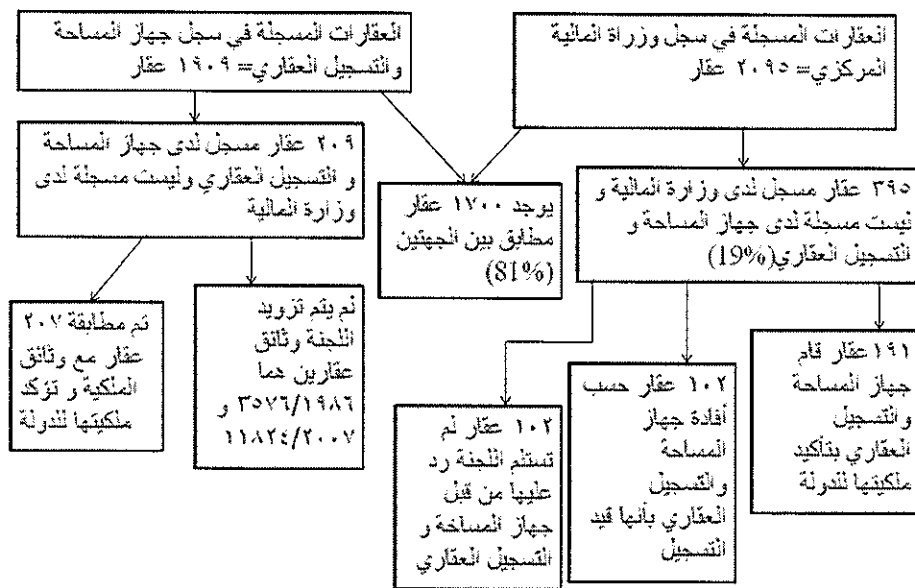 العقارات المسجلة في سجل وزراة المالية
المركزي= ٢٠٩٥ عقار
العقارات المسجلة في سجل جهاز المساحة
والتسجيل العقاري= ١٩٠٩ عقار
٣٩٥ عقار مسجل لدى وزارة المالية و
ليست مسجلة لدى جهاز المساحة و
التسجيل العقاري(19%)
يوجد ١٧٠٠ عقار
مطابق بين الجهتين
(81%)
٢٠٩ عقار مسجل لدى جهاز المساحة
و التسجيل العقاري وليست مسجلة لدى
وزارة المالية
١٩١ عقار قام
جهاز المساحة
والتسجيل
العقاري بتأكيد
ملكيتها للدولة
١٠٢ عقار حسب
أفادة جهاز
المساحة
والتسجيل
العقاري بأنها قيد
التسجيل
١٠٢ عقار لم
تستلم اللجنة رد
عليها من قبل
جهاز المساحة و
التسجيل العقاري
لم يتم تزويد
اللجنة وثائق
عقارين هما
٣٥٧٦/١٩٨٦ و
١١٨٢٤/٢٠٠٧
تم مطابقة ٢٠٧
عقار مع وثائق
الملكية و تؤكد
ملكيتها للدولة